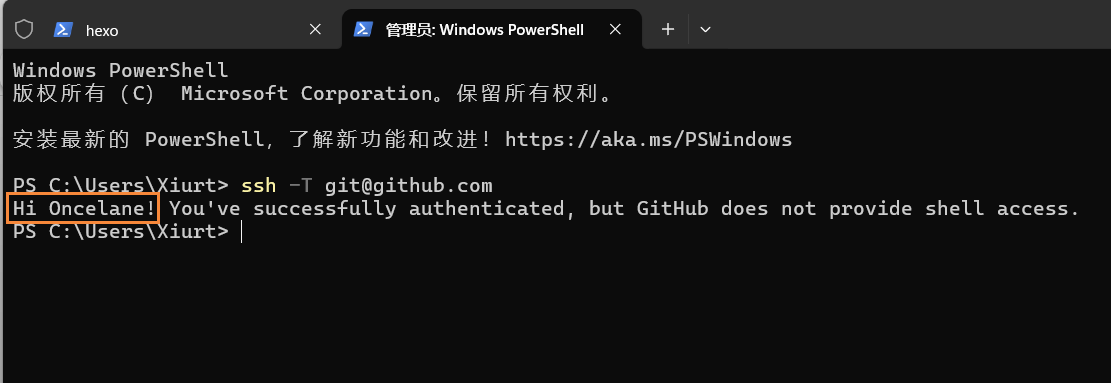 hexo
管理员: Windows PowerShell
Windows PowerShell
版权所有（C） Microsoft Corporation。保留所有权利。
安装最新的 PowerShell，了解新功能和改进！https://aka.ms/PSWindows
PS C:\Users\Xiurt> ssh -T git@github.com
Hi Oncelane! You've successfully authenticated, but GitHub does not provide shell access.
PS C:\Users\Xiurt>